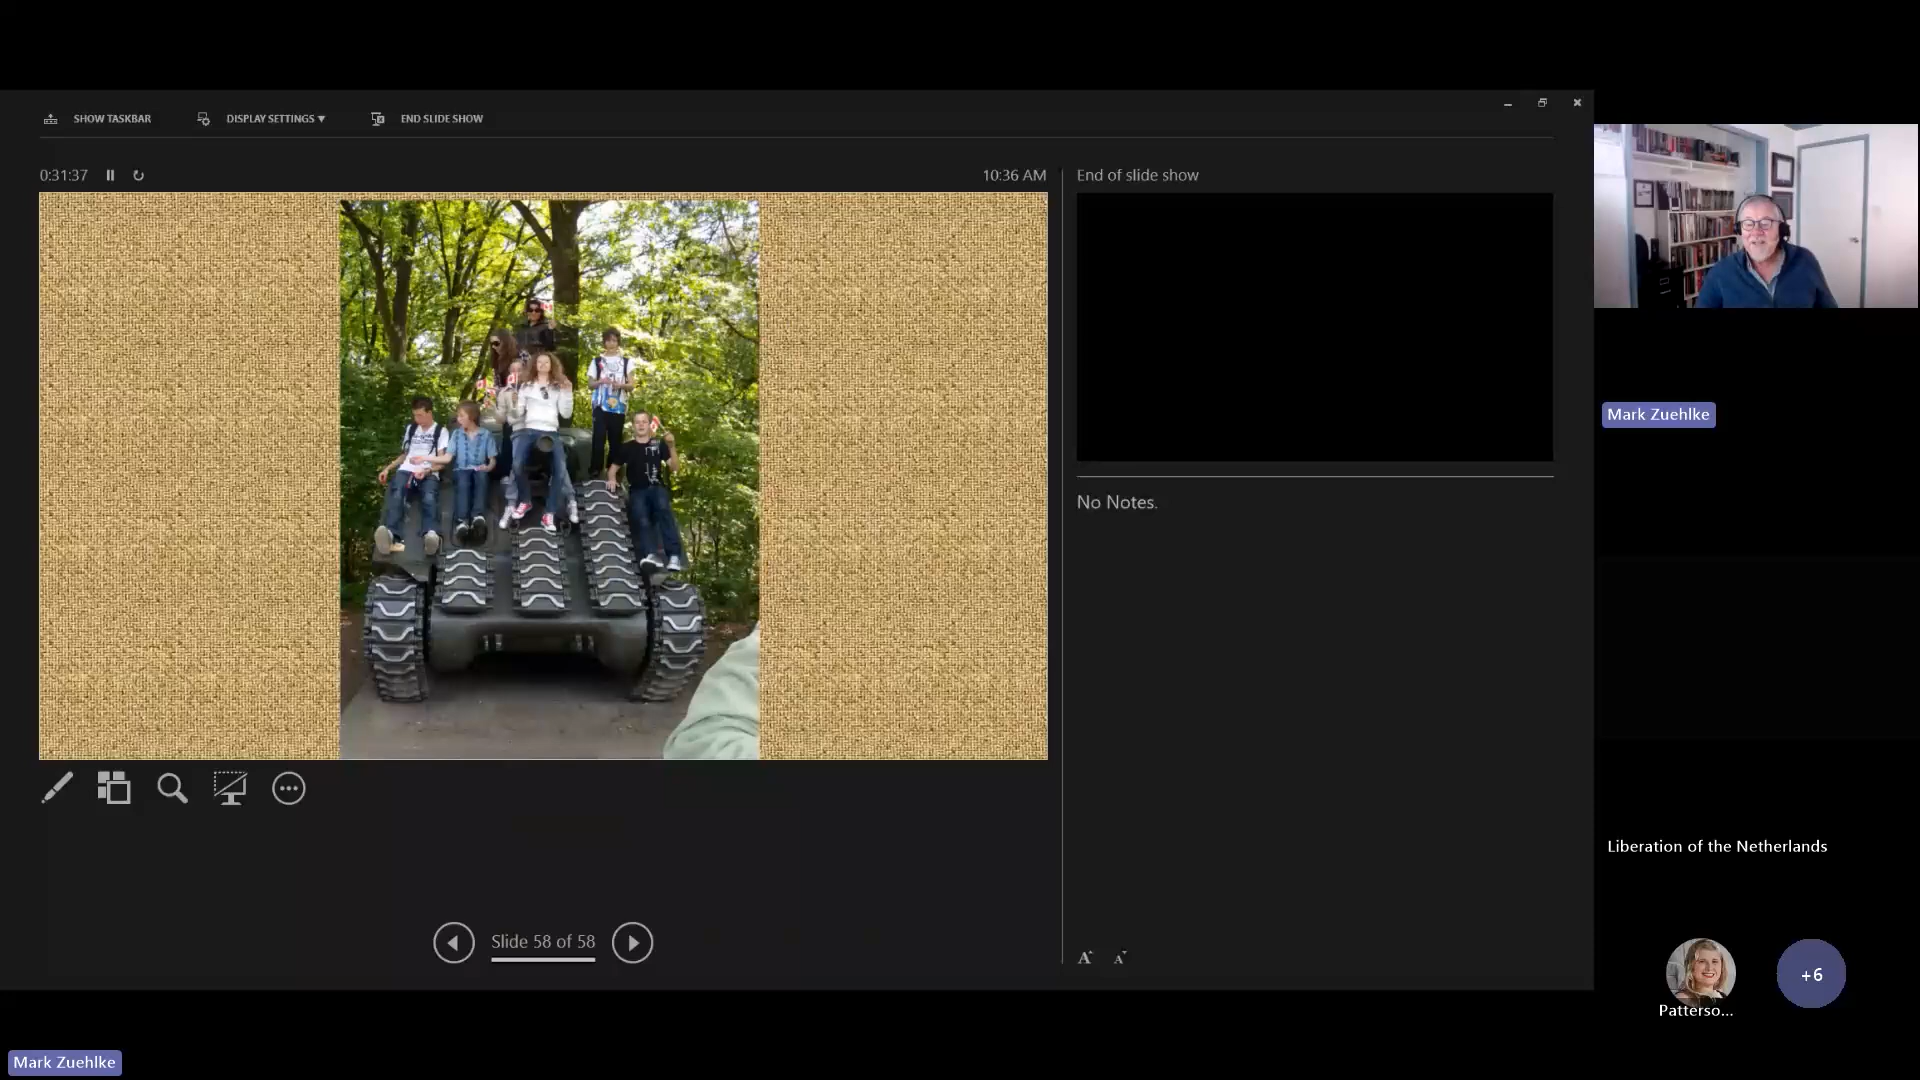 SHOW TASKBAR
DISPLAY SETTINGS ▼
END SLIDE SHOW
0:31:37
10:36 AM
End of slide show
No Notes.
Slide 58 of 58
A
A
Mark Zuehlke
Liberation of the Netherlands
Patterso...
+6
Mark Zuehlke